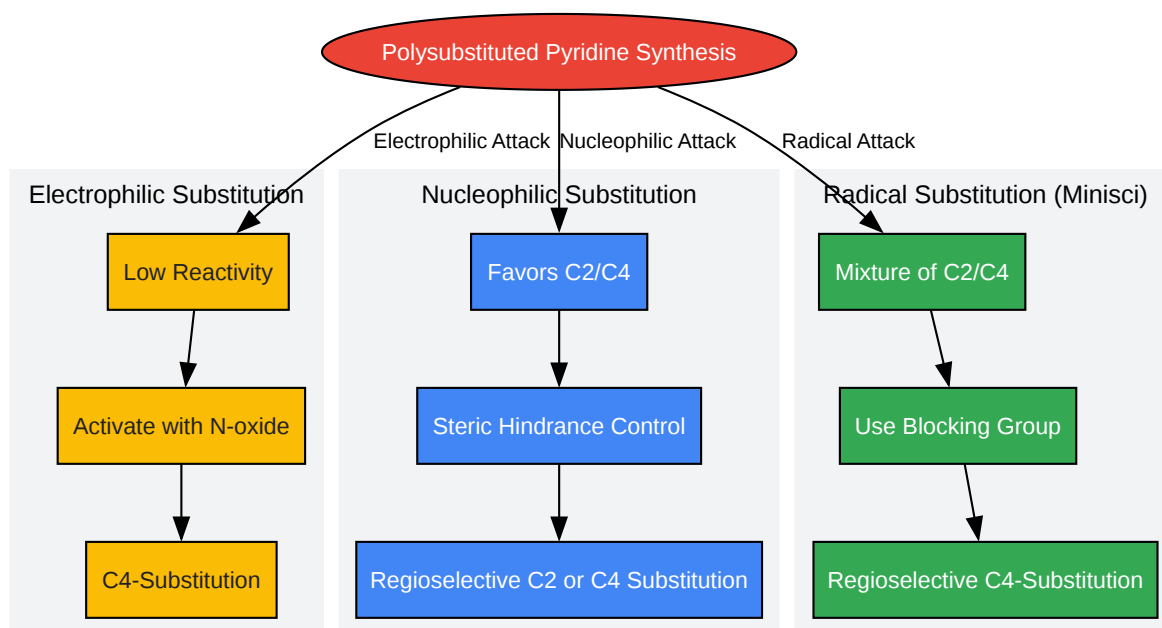 Polysubstituted Pyridine Synthesis
Electrophilic Attack
Nucleophilic Attack
Radical Attack
Electrophilic Substitution
Nucleophilic Substitution
Radical Substitution (Minisci)
Low Reactivity
Favors C2/C4
Mixture of C2/C4
Activate with N-oxide
Steric Hindrance Control
Use Blocking Group
C4-Substitution
Regioselective C2 or C4 Substitution
Regioselective C4-Substitution